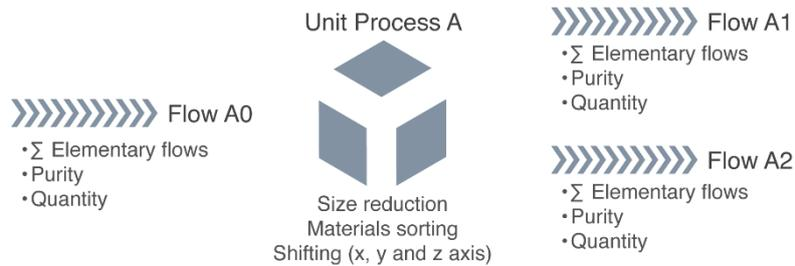 Flow A0
•∑ Elementary flows
•Purity
•Quantity
Unit Process A
Size reduction
Materials sorting
Shifting (x, y and z axis)
Flow A1
•∑ Elementary flows
•Purity
•Quantity
Flow A2
•∑ Elementary flows
•Purity
•Quantity